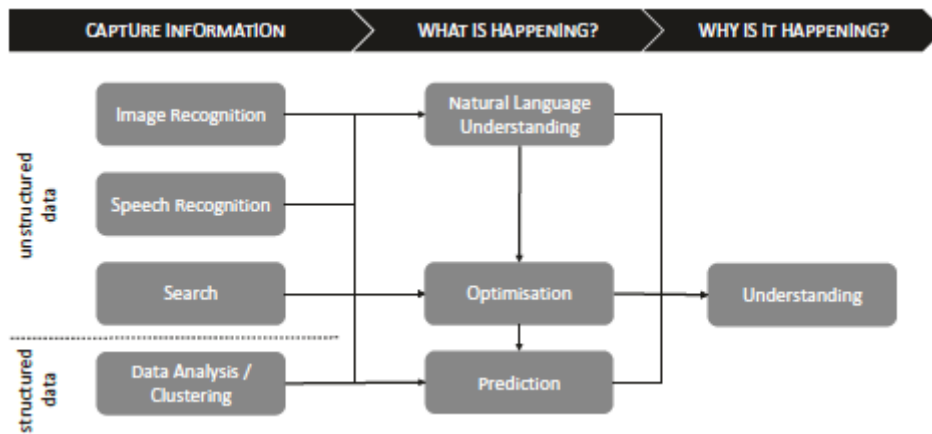 CAPTURE INFORMATION
WHAT IS HAPPENING?
WHY IS IT HAPPENING?
unstructured
data
Image Recognition
Speech Recognition
Search
Natural Language
Understanding
Optimisation
Understanding
structured
data
Data Analysis /
Clustering
Prediction